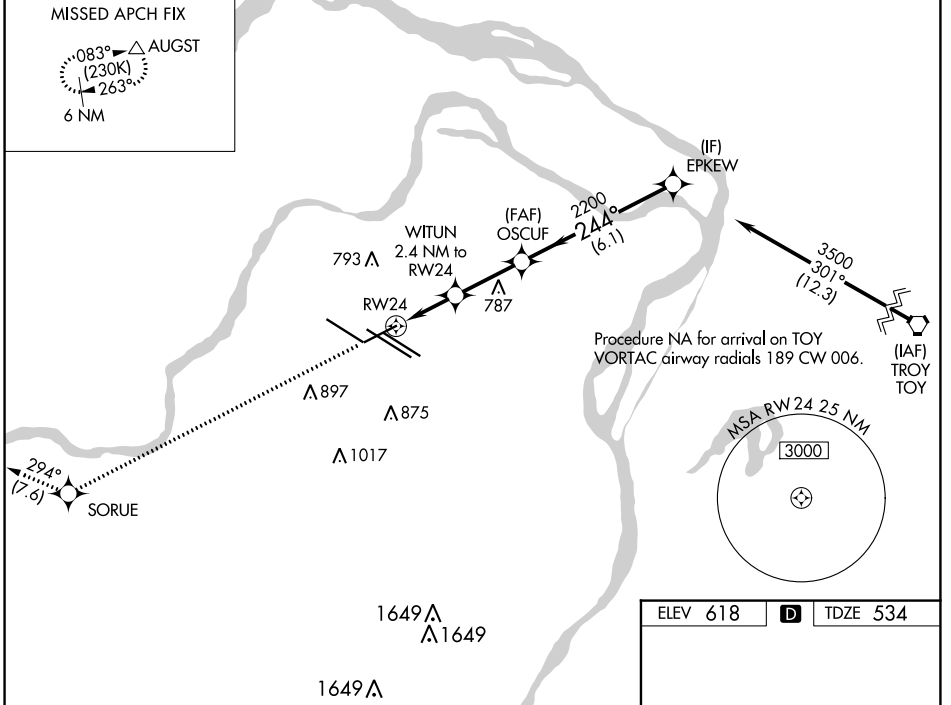 MISSED APCH FIX
083°
AUGST
(230K)
263°
6 NM
(IF)
EPKEW
2200
244°
(6.1)
(FAF)
OSCUF
WITUN
2.4 NM to
RW24
793
787
RW24
3500
301°
(12.3)
(IAF)
TROY
TOY
Procedure NA for arrival on TOY
VORTAC airway radials 189 CW 006.
897
875
1017
MSA RW24 25 NM
3000
294°
(7.6)
SORUE
1649
1649
1649
ELEV 618 D TDZE 534